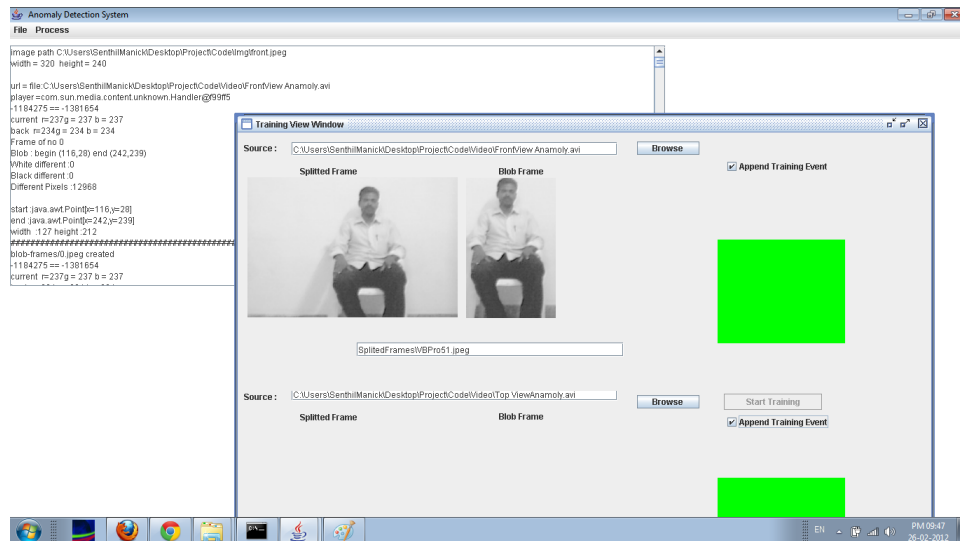 Anomaly Detection System
File Process
image path C:\Users\SenthilManick\Desktop\Project\Code\Img\front.jpeg
width = 320 height = 240
url = file:C:\Users\SenthilManick\Desktop\Project\Code\Video\FrontView Anamoly.avi
player =com.sun.media.content.unknown.Handler@f99ff5
-1184275 == -1381654
current r=237g = 237 b = 237
back r=234g = 234 b = 234
Frame of no 0
Blob : begin (116,28) end (242,239)
White different :0
Black different :0
Different Pixels :12968
start :java.awt.Point[x=116,y=28]
end :java.awt.Point[x=242,y=239]
width :127 height :212
blob-frames/0.jpeg created
-1184275 == -1381654
current r=237g = 237 b = 237
Training View Window
Source : C:\Users\SenthilManick\Desktop\Project\Code\Video\FrontView Anamoly.avi Browse
Append Training Event
Splitted Frame Blob Frame
SplitedFrames\VBPro51.jpeg
Source : C:\Users\SenthilManick\Desktop\Project\Code\Video\Top ViewAnamoly.avi Browse Start Training
Splitted Frame Blob Frame Append Training Event
EN PM 09:47
26-02-2012